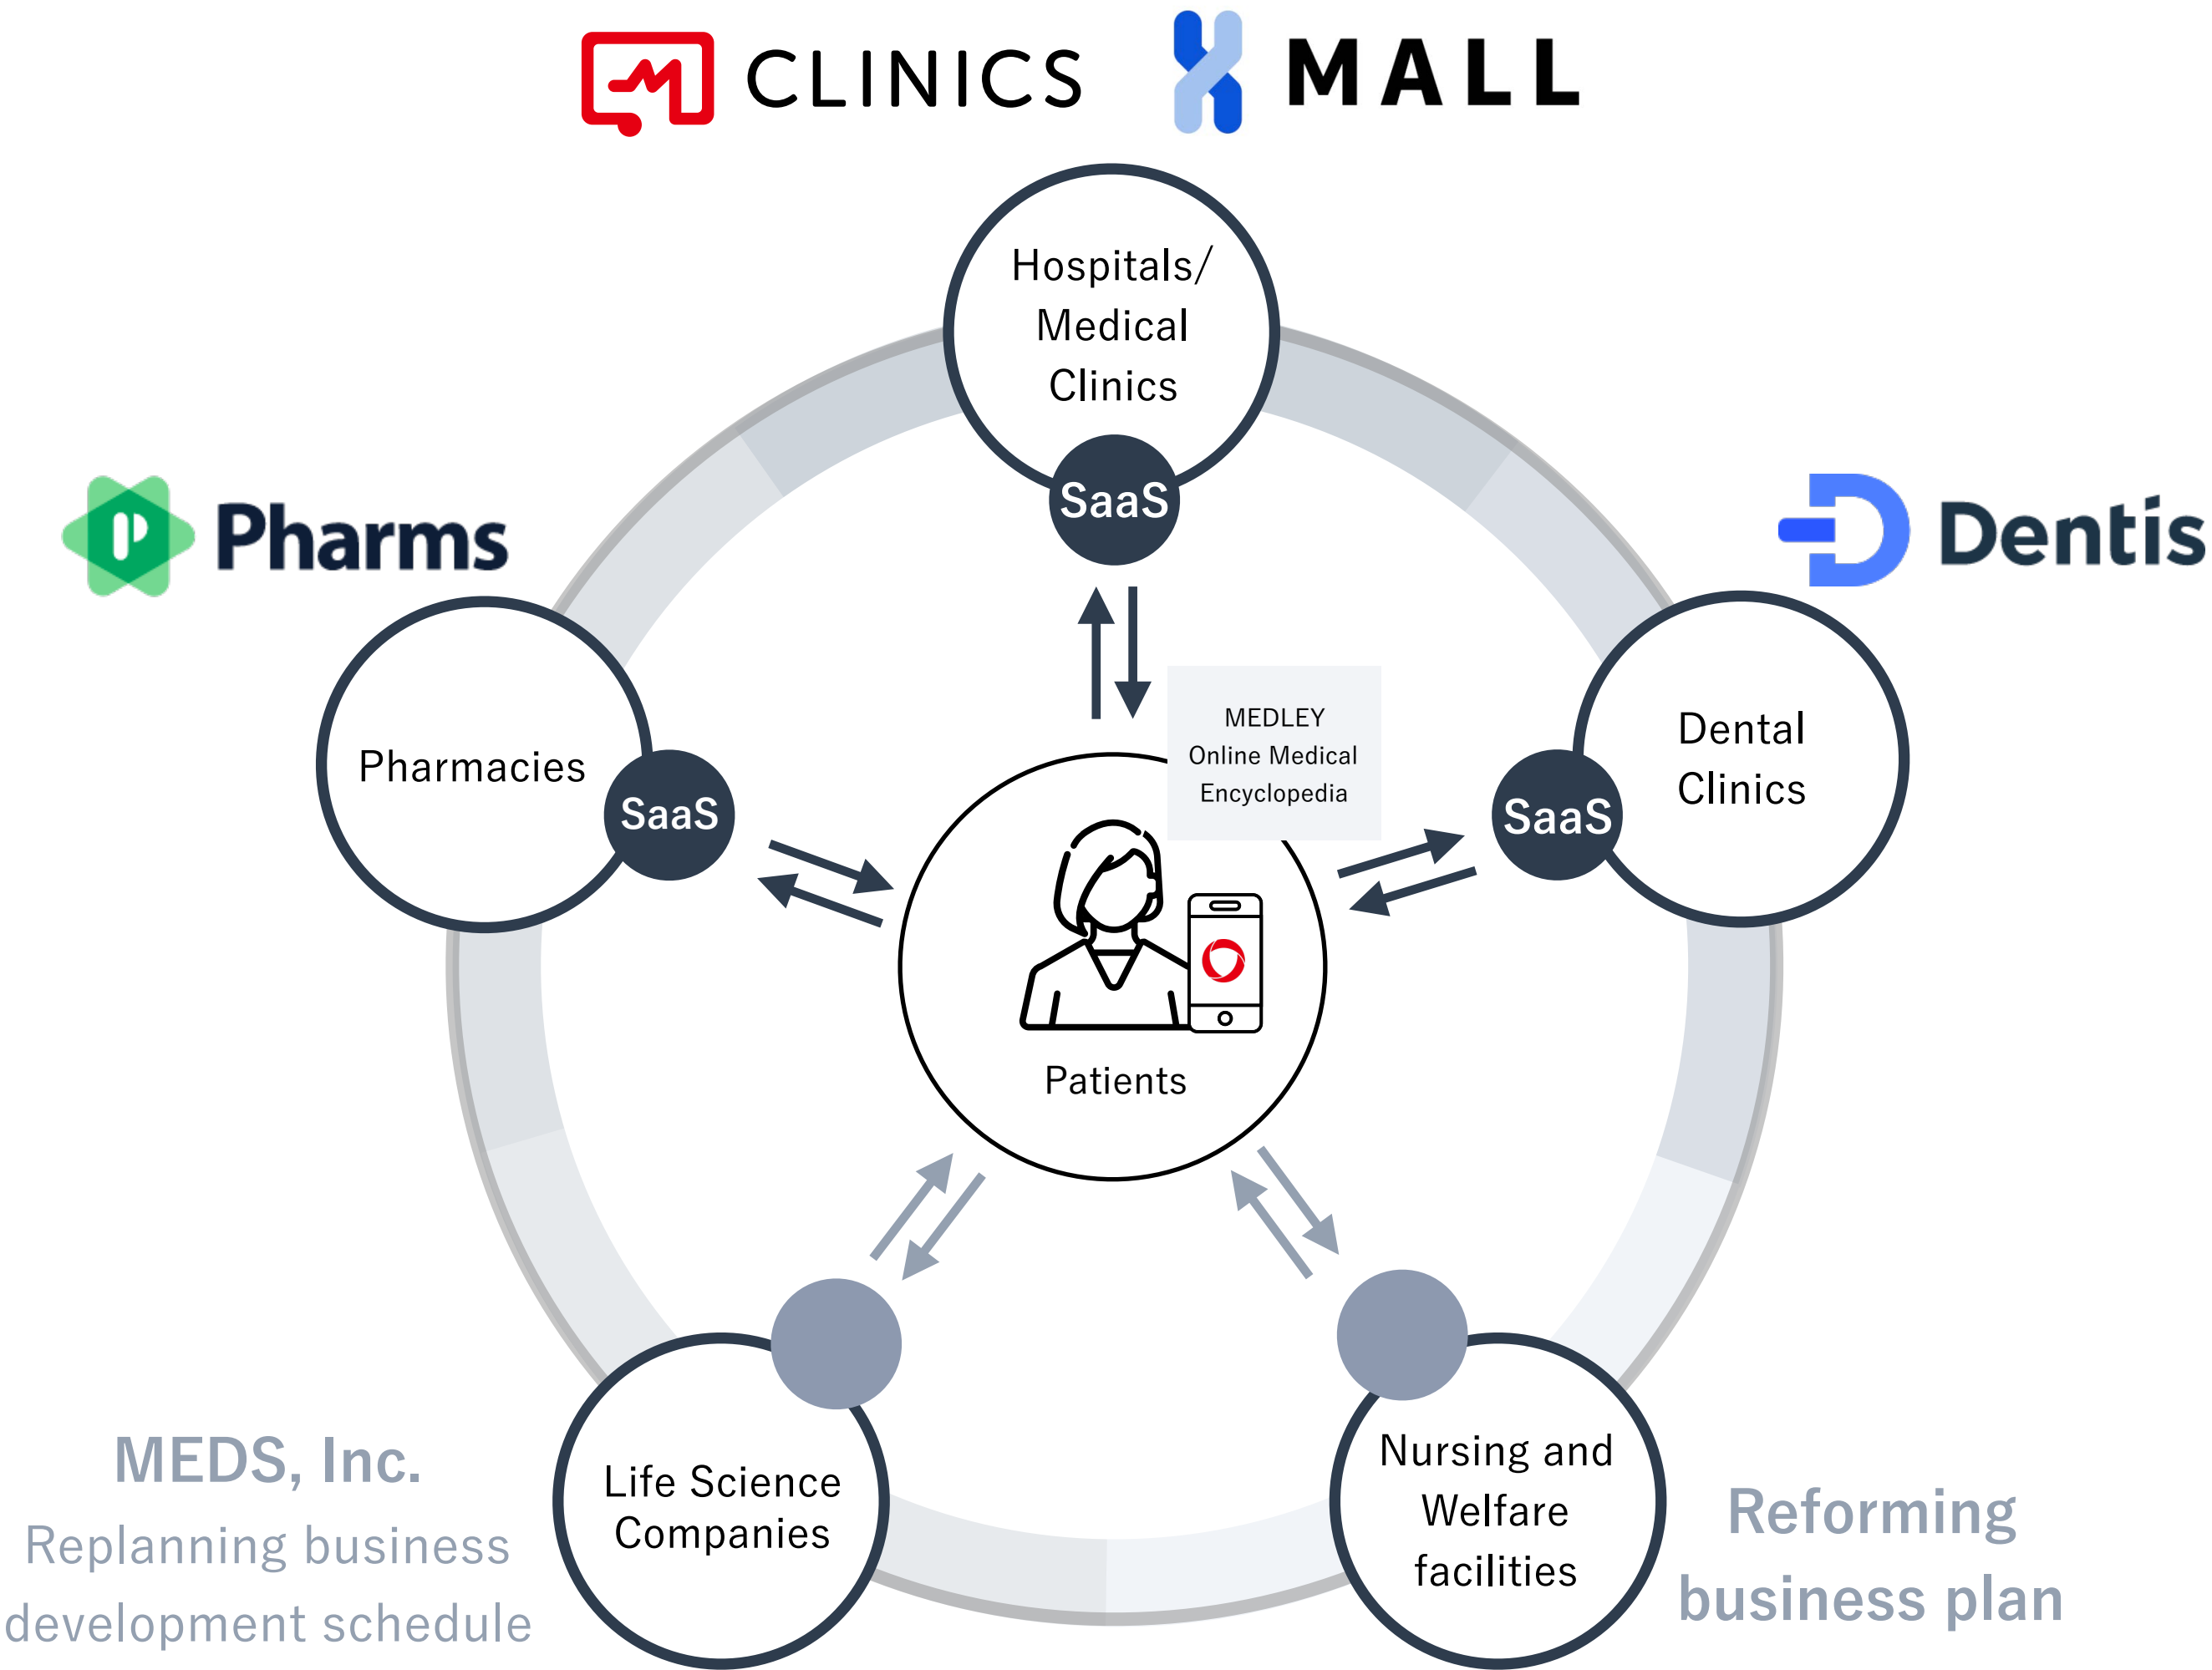 CLINICS
MALL
Hospitals/
Medical
Clinics
SaaS
Pharms
Dentis
Pharmacies
SaaS
MEDLEY
Online Medical
Encyclopedia
Dental
Clinics
SaaS
Patients
MEDS, Inc.
Replanning business
development schedule
Life Science
Companies
Nursing and
Welfare
facilities
Reforming
business plan